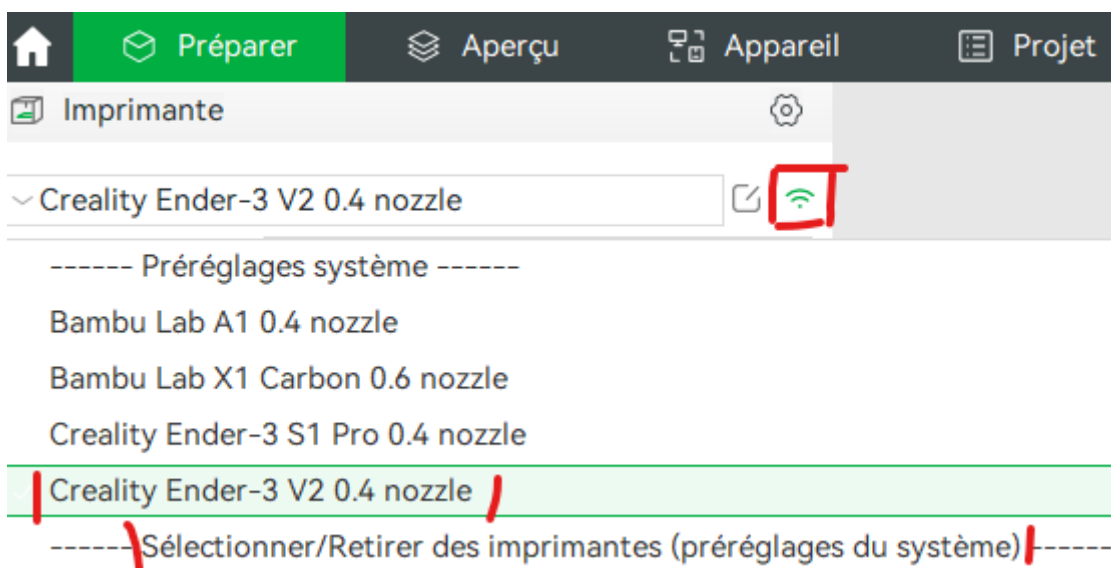 Préparer Aperçu Appareil Projet
Imprimante
Creality Ender-3 V2 0.4 nozzle
------ Préréglages système ------
Bambu Lab A1 0.4 nozzle
Bambu Lab X1 Carbon 0.6 nozzle
Creality Ender-3 S1 Pro 0.4 nozzle
Creality Ender-3 V2 0.4 nozzle
------ Sélectionner/Retirer des imprimantes (préréglages du système) ------